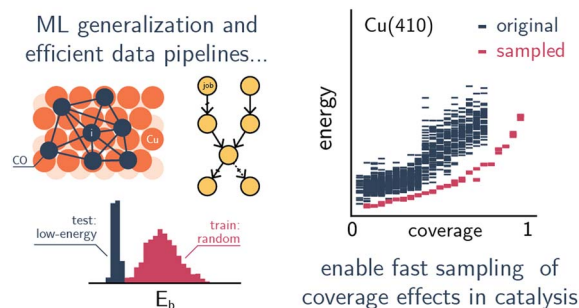 ML generalization and
efficient data pipelines...
job
i
Cu
CO
test:
low-energy
train:
random
E_b
Cu(410)
original
sampled
energy
0
coverage
1
enable fast sampling of
coverage effects in catalysis